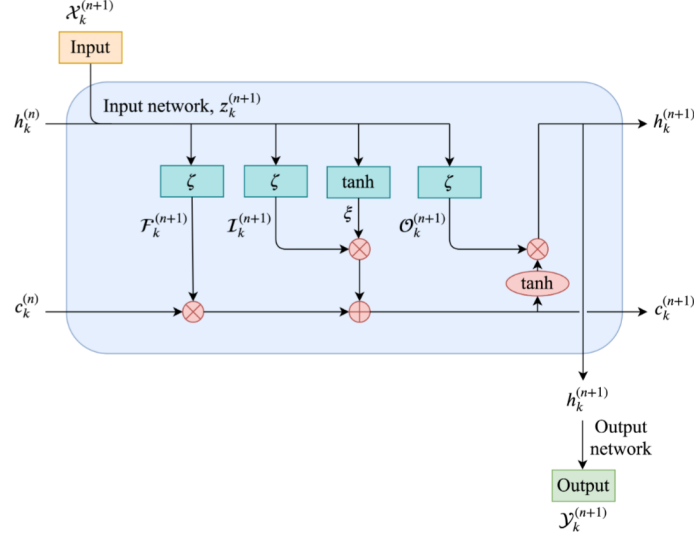 𝒳_k^{(n+1)}
Input
Input network, z_k^{(n+1)}
h_k^{(n)}
h_k^{(n+1)}
ζ ζ tanh ζ
ℱ_k^{(n+1)} ℐ_k^{(n+1)} ξ 𝒪_k^{(n+1)}
tanh
c_k^{(n)}
c_k^{(n+1)}
h_k^{(n+1)}
Output
network
Output
𝒴_k^{(n+1)}